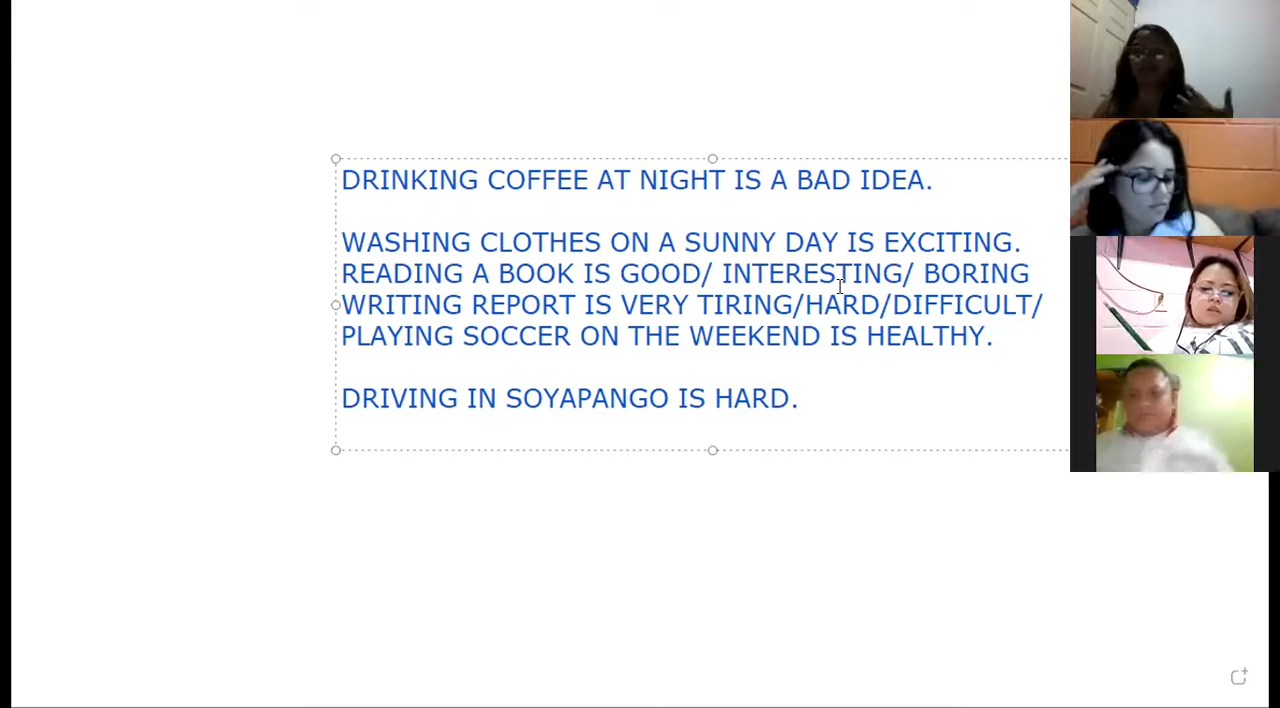 DRINKING COFFEE AT NIGHT IS A BAD IDEA.
WASHING CLOTHES ON A SUNNY DAY IS EXCITING.
READING A BOOK IS GOOD/ INTERESTING/ BORING
WRITING REPORT IS VERY TIRING/HARD/DIFFICULT/
PLAYING SOCCER ON THE WEEKEND IS HEALTHY.
DRIVING IN SOYAPANGO IS HARD.